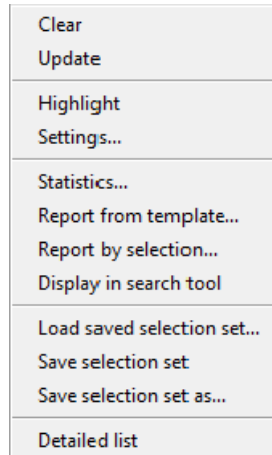 Clear
Update
Highlight
Settings...
Statistics...
Report from template...
Report by selection...
Display in search tool
Load saved selection set...
Save selection set
Save selection set as...
Detailed list